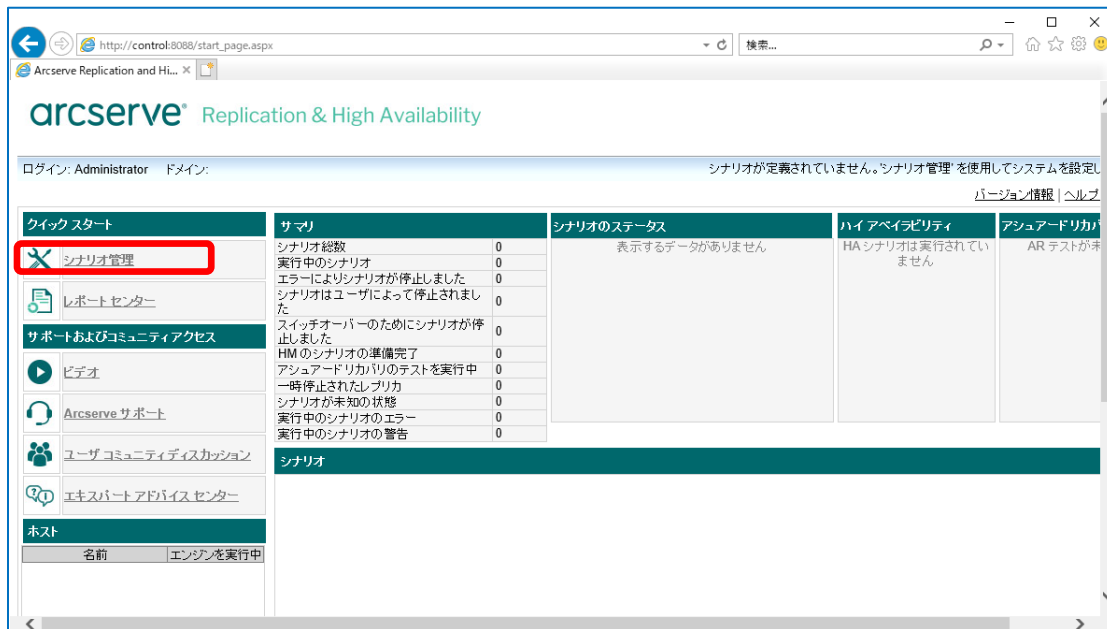 http://control:8088/start_page.aspx
検索...
Arcserve Replication and Hi...
arcserve® Replication & High Availability
ログイン: Administrator ドメイン:
シナリオが定義されていません。'シナリオ管理' を使用してシステムを設定し
バージョン情報 | ヘルプ
クイック スタート
シナリオ管理
レポート センター
サポートおよびコミュニティ アクセス
ビデオ
Arcserve サポート
ユーザ コミュニティ ディスカッション
エキスパート アドバイス センター
ホスト
名前 エンジンを実行中
サマリ
シナリオ総数 0
実行中のシナリオ 0
エラーによりシナリオが停止しました 0
シナリオはユーザによって停止されまし
た 0
スイッチオーバーのためにシナリオが停
止しました 0
HM のシナリオの準備完了 0
アシュアード リカバリのテストを実行中 0
一時停止されたレプリカ 0
シナリオが未知の状態 0
実行中のシナリオのエラー 0
実行中のシナリオの警告 0
シナリオのステータス
表示するデータがありません
ハイ アベイラビリティ
HA シナリオは実行されてい
ません
アシュアード リカバ
AR テストが未
シナリオ